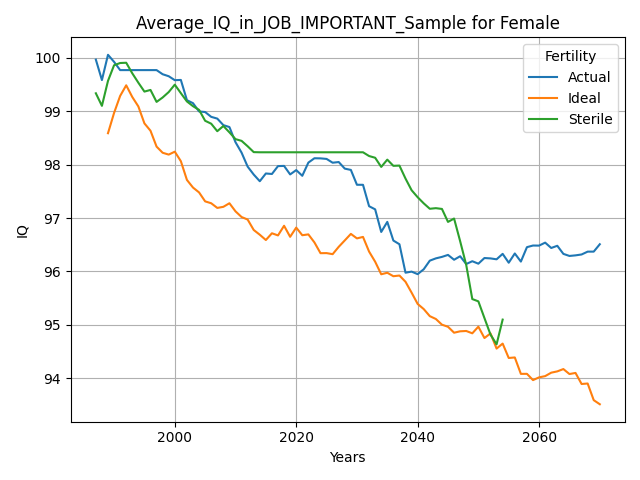 Average_IQ_in_JOB_IMPORTANT_Sample for Female
Fertility
Actual
Ideal
Sterile
IQ
100
99
98
97
96
95
94
2000 2020 2040 2060
Years